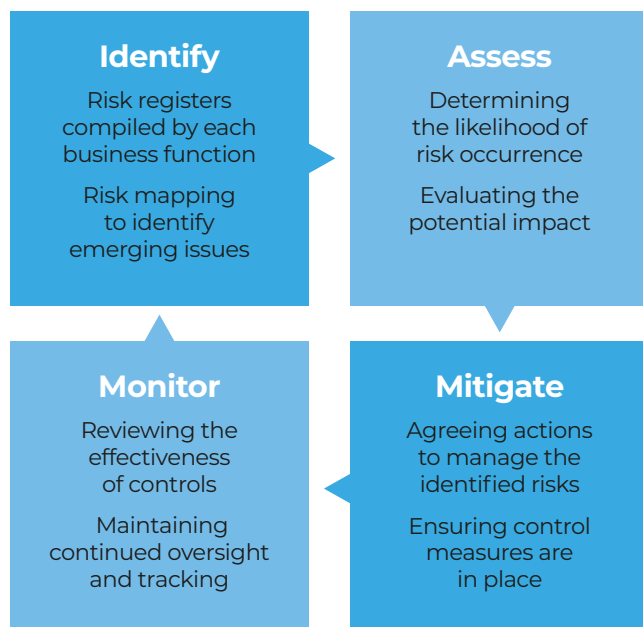 Identify
Risk registers
compiled by each
business function
Risk mapping
to identify
emerging issues
Assess
Determining
the likelihood of
risk occurrence
Evaluating the
potential impact
Mitigate
Agreeing actions
to manage the
identified risks
Ensuring control
measures are
in place
Monitor
Reviewing the
effectiveness
of controls
Maintaining
continued oversight
and tracking